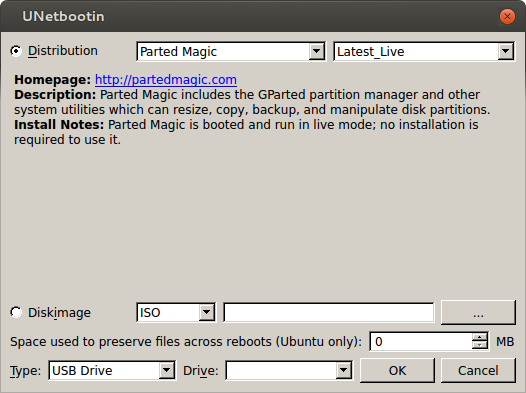 UNetbootin
Distribution Parted Magic Latest_Live
Homepage: http://partedmagic.com
Description: Parted Magic includes the GParted partition manager and other
system utilities which can resize, copy, backup, and manipulate disk partitions.
Install Notes: Parted Magic is booted and run in live mode; no installation is
required to use it.
Diskimage ISO ...
Space used to preserve files across reboots (Ubuntu only): 0 MB
Type: USB Drive Drive: OK Cancel